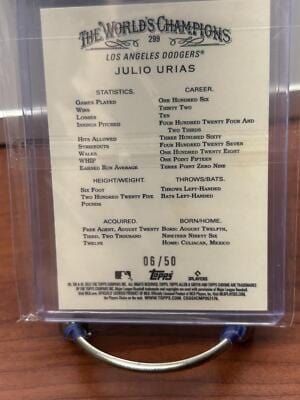 THE WORLD'S CHAMPIONS
299
LOS ANGELES DODGERS®
JULIO URIAS
STATISTICS. CAREER.
GAMES PLAYED ONE HUNDRED SIX
WINS THIRTY TWO
LOSSES TEN
INNINGS PITCHED FOUR HUNDRED TWENTY FOUR AND
TWO THIRDS
HITS ALLOWED THREE HUNDRED SIXTY
STRIKEOUTS FOUR HUNDRED TWENTY SEVEN
WALKS ONE HUNDRED TWENTY EIGHT
WHIP ONE POINT FIFTEEN
EARNED RUN AVERAGE THREE POINT ZERO NINE
HEIGHT/WEIGHT. THROWS/BATS.
SIX FOOT THROWS LEFT-HANDED
TWO HUNDRED TWENTY FIVE BATS LEFT-HANDED
POUNDS
ACQUIRED. BORN/HOME.
FREE AGENT, AUGUST TWENTY BORN: AUGUST TWELFTH,
THIRD, TWO THOUSAND NINETEEN NINETY SIX
TWELVE HOME: CULIACAN, MEXICO
06/50
Topps
PLAYERS